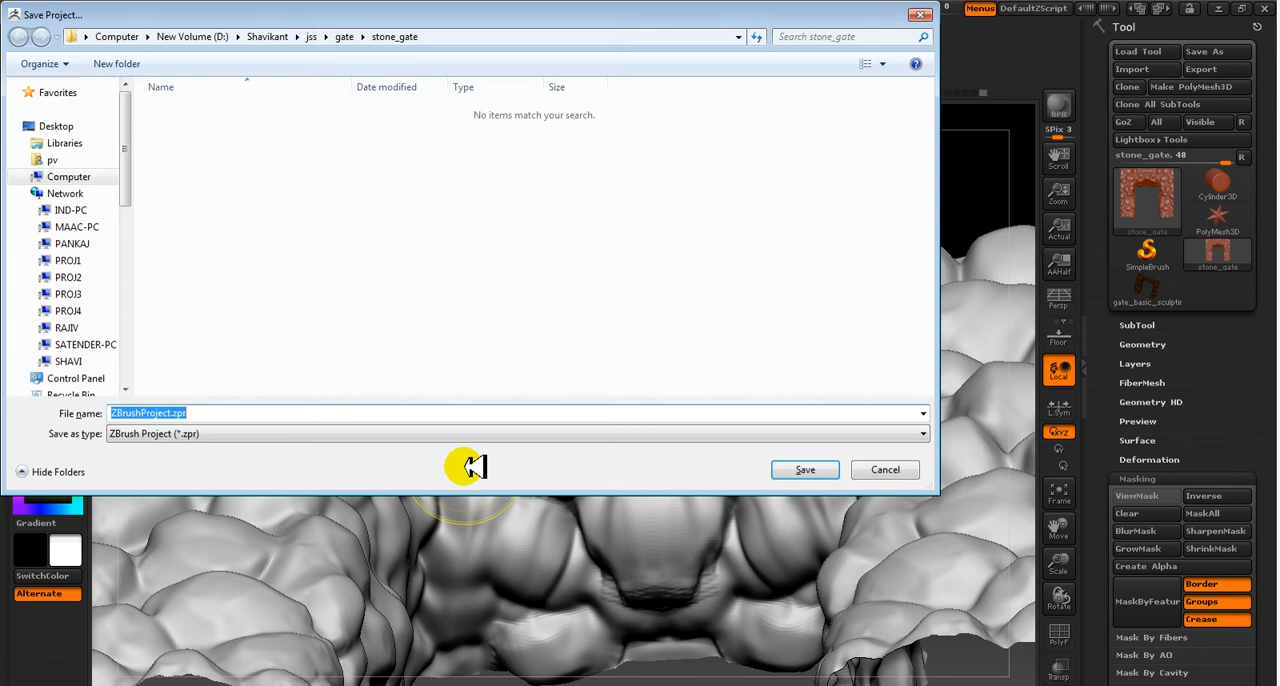 Save Project...
0
Menus
DefaultZScript
Computer
New Volume (D:)
Shavikant
jss
gate
stone_gate
Search stone_gate
Organize
New folder
Name
Date modified
Type
Size
No items match your search.
Favorites
Desktop
Libraries
pv
Computer
Network
IND-PC
MAAC-PC
PANKAJ
PROJ1
PROJ2
PROJ3
PROJ4
RAJIV
SATENDER-PC
SHAVI
Control Panel
Recycle Bin
File name:
ZBrushProject.zpr
Save as type:
ZBrush Project (*.zpr)
Hide Folders
Save
Cancel
Gradient
SwitchColor
Alternate
BPR
SPix 3
Scroll
Zoom
Actual
AAHalf
Persp
Floor
Local
L.Sym
XYZ
Frame
Move
Scale
Rotate
PolyF
Transp
Tool
Load Tool
Save As
Import
Export
Clone
Make PolyMesh3D
Clone All SubTools
GoZ
All
Visible
R
Lightbox▸Tools
stone_gate. 48
R
stone_gate
Cylinder3D
PolyMesh3D
SimpleBrush
stone_gate
gate_basic_sculptir
SubTool
Geometry
Layers
FiberMesh
Geometry HD
Preview
Surface
Deformation
Masking
ViewMask
Inverse
Clear
MaskAll
BlurMask
SharpenMask
GrowMask
ShrinkMask
Create Alpha
MaskByFeatur
Border
Groups
Crease
Mask By Fibers
Mask By AO
Mask By Cavity